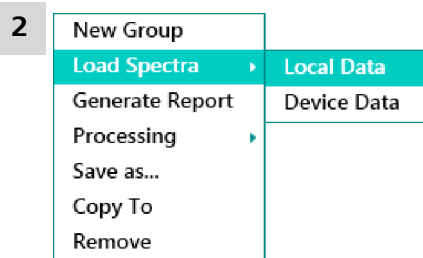 2
New Group
Load Spectra
Local Data
Generate Report
Device Data
Processing
Save as...
Copy To
Remove